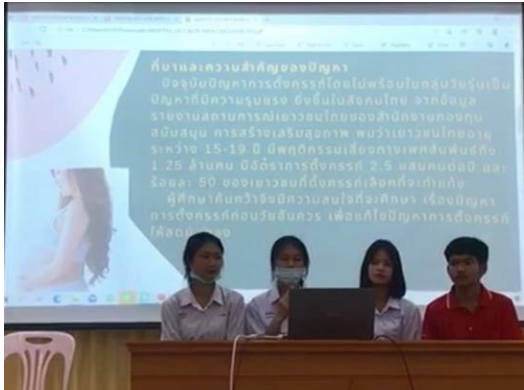 ที่มาและความสำคัญของปัญหา
ปัจจุบันปัญหาการตั้งครรภ์โดยไม่พร้อมในกลุ่มวัยรุ่นเป็น
ปัญหาที่มีความรุนแรง ยิ่งขึ้นในสังคมไทย จากข้อมูล
รายงานสถานการณ์เยาวชนไทยของสำนักงานกองทุน
สนับสนุน การสร้างเสริมสุขภาพ พบว่าเยาวชนไทยอายุ
ระหว่าง 15-19 ปี มีพฤติกรรมเสี่ยงทางเพศสัมพันธ์ถึง
1.25 ล้านคน มีอัตราการตั้งครรภ์ 2.5 แสนคนต่อปี และ
ร้อยละ 50 ของเยาวชนที่ตั้งครรภ์เลือกที่จะทำแท้ง
ผู้ศึกษาค้นคว้าจึงมีความสนใจที่จะศึกษา เรื่องปัญหา
การตั้งครรภ์ก่อนวัยอันควร เพื่อแก้ไขปัญหาการตั้งครรภ์
ให้ลดน้อยลง